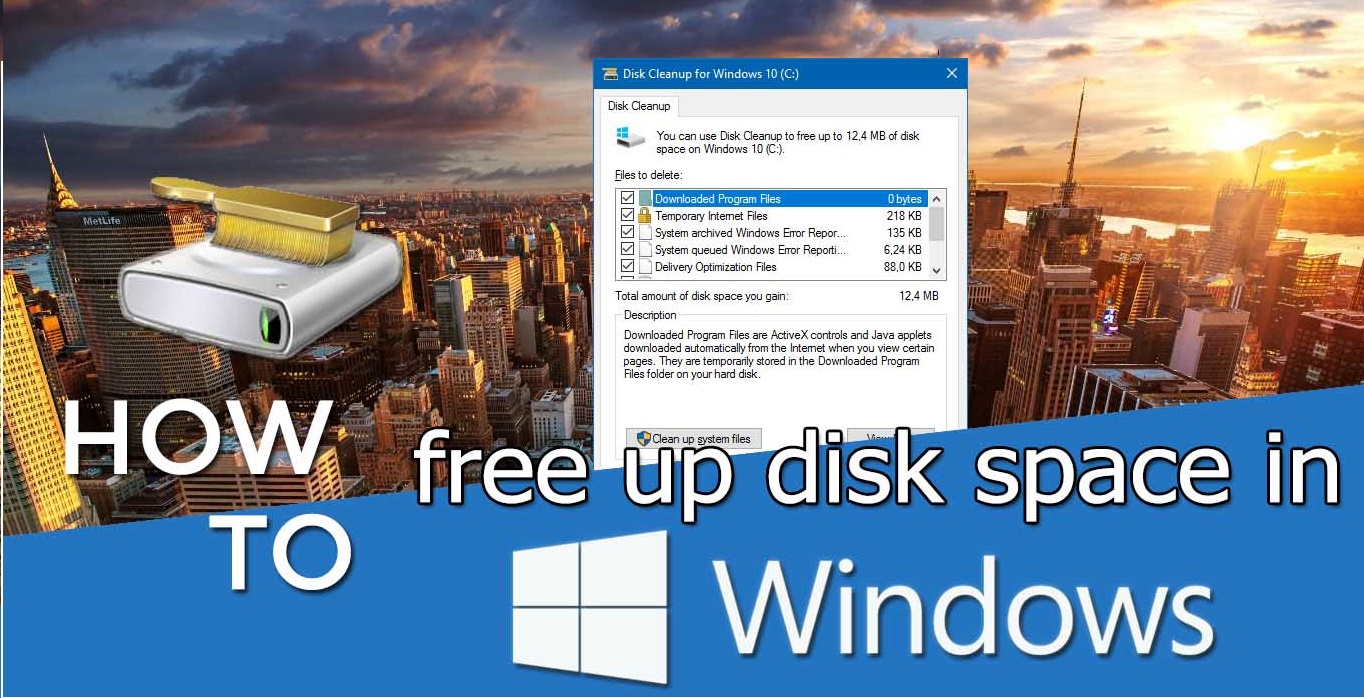 Disk Cleanup for Windows 10 (C:)
Disk Cleanup
You can use Disk Cleanup to free up to 12,4 MB of disk
space on Windows 10 (C:).
Files to delete:
Downloaded Program Files 0 bytes
Temporary Internet Files 218 KB
System archived Windows Error Repor... 135 KB
System queued Windows Error Reporti... 6,24 KB
Delivery Optimization Files 88,0 KB
Total amount of disk space you gain: 12,4 MB
Description
Downloaded Program Files are ActiveX controls and Java applets
downloaded automatically from the Internet when you view certain
pages. They are temporarily stored in the Downloaded Program
Files folder on your hard disk.
Clean up system files
MetLife
HOW
TO
free up disk space in
Windows